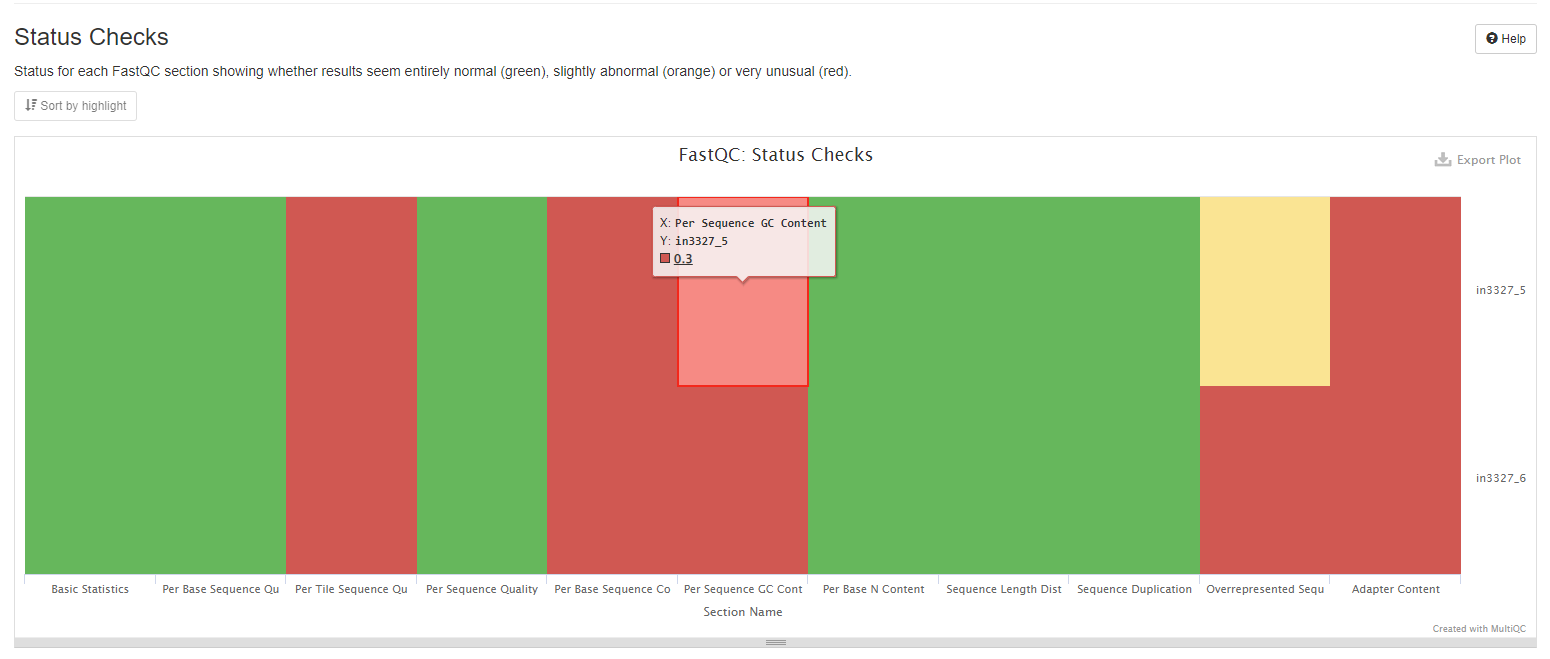 Status Checks
Help
Status for each FastQC section showing whether results seem entirely normal (green), slightly abnormal (orange) or very unusual (red).
Sort by highlight
FastQC: Status Checks
Export Plot
X: Per Sequence GC Content
Y: in3327_5
0.3
in3327_5
in3327_6
Basic Statistics Per Base Sequence Qu Per Tile Sequence Qu Per Sequence Quality Per Base Sequence Co Per Sequence GC Cont Per Base N Content Sequence Length Dist Sequence Duplication Overrepresented Sequ Adapter Content
Section Name
Created with MultiQC